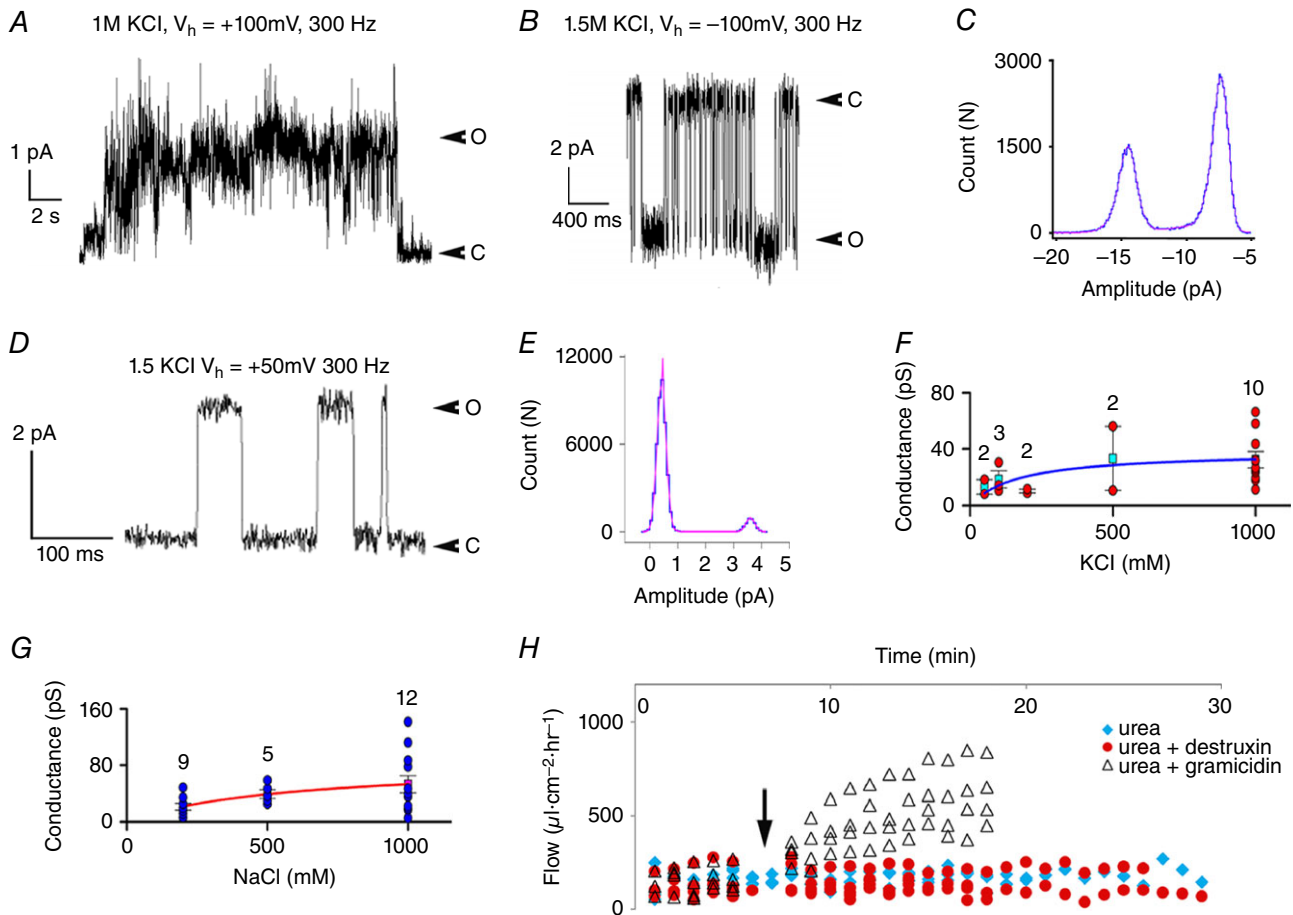 A
1M KCl, Vh = +100mV, 300 Hz
1 pA
2 s
O
C
B
1.5M KCl, Vh = –100mV, 300 Hz
2 pA
400 ms
C
O
C
3000
1500
0
Count (N)
–20 –15 –10 –5
Amplitude (pA)
D
1.5 KCl Vh = +50mV 300 Hz
2 pA
100 ms
O
C
E
12000
6000
0
Count (N)
0 1 2 3 4 5
Amplitude (pA)
F
80
40
0
Conductance (pS)
2 3 2 2 10
0 500 1000
KCl (mM)
G
160
80
0
Conductance (pS)
9 5 12
0 500 1000
NaCl (mM)
H
Time (min)
0 10 20 30
1000
500
0
Flow (µl·cm–2·hr–1)
urea
urea + destruxin
urea + gramicidin